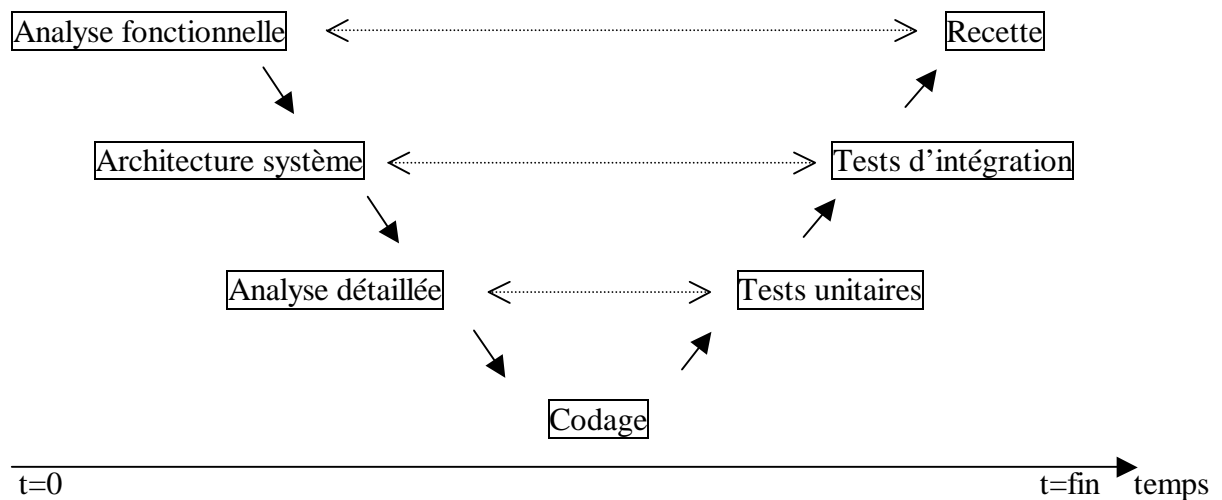 Analyse fonctionnelle
Recette
Architecture système
Tests d'intégration
Analyse détaillée
Tests unitaires
Codage
t=0
t=fin
temps